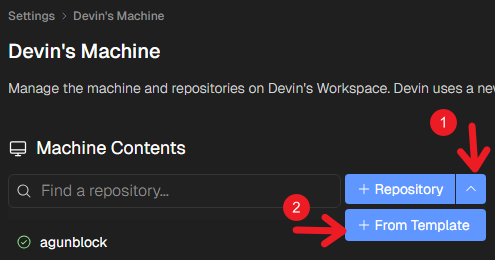 Settings > Devin's Machine
Devin's Machine
Manage the machine and repositories on Devin's Workspace. Devin uses a
Machine Contents
1
Find a repository...
+ Repository
2
+ From Template
agunblock